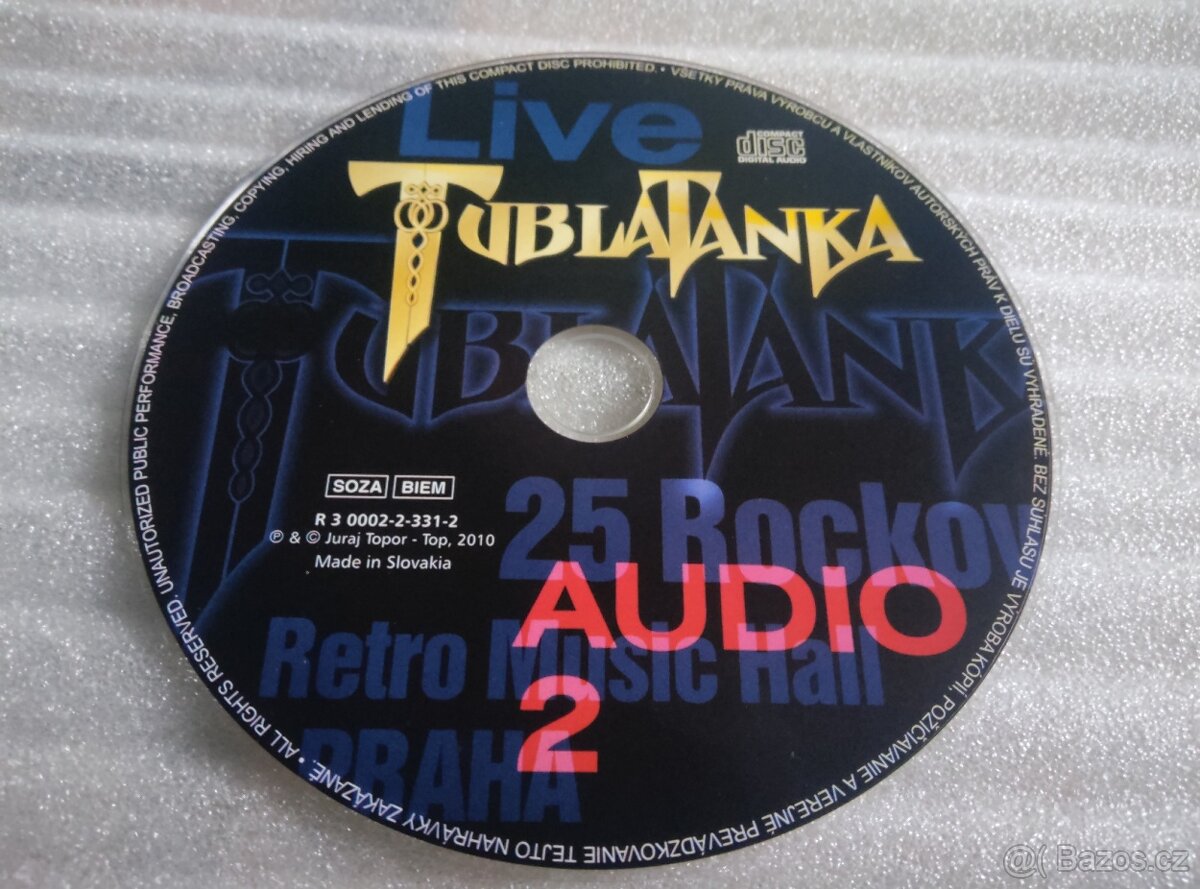 Live
COMPACT
disc
DIGITAL AUDIO
TUBLATANKA
TUBLATANK
SOZA BIEM
R 3 0002-2-331-2
℗ & © Juraj Topor - Top, 2010
Made in Slovakia
25 Rockov
AUDIO
Retro Music Hall
2
PRAHA
• ALL RIGHTS RESERVED. UNAUTHORIZED PUBLIC PERFORMANCE, BROADCASTING, COPYING, HIRING AND LENDING OF THIS COMPACT DISC PROHIBITED. • VŠETKY PRÁVA VÝROBCU A VLASTNÍKOV AUTORSKÝCH PRÁV K DIELU SÚ VYHRADENÉ. BEZ SÚHLASU JE VÝROBA KÓPIÍ, POŽIČIAVANIE A VEREJNÉ PREVÁDZKOVANIE TEJTO NAHRÁVKY ZAKÁZANÉ.
@( Bazos.cz